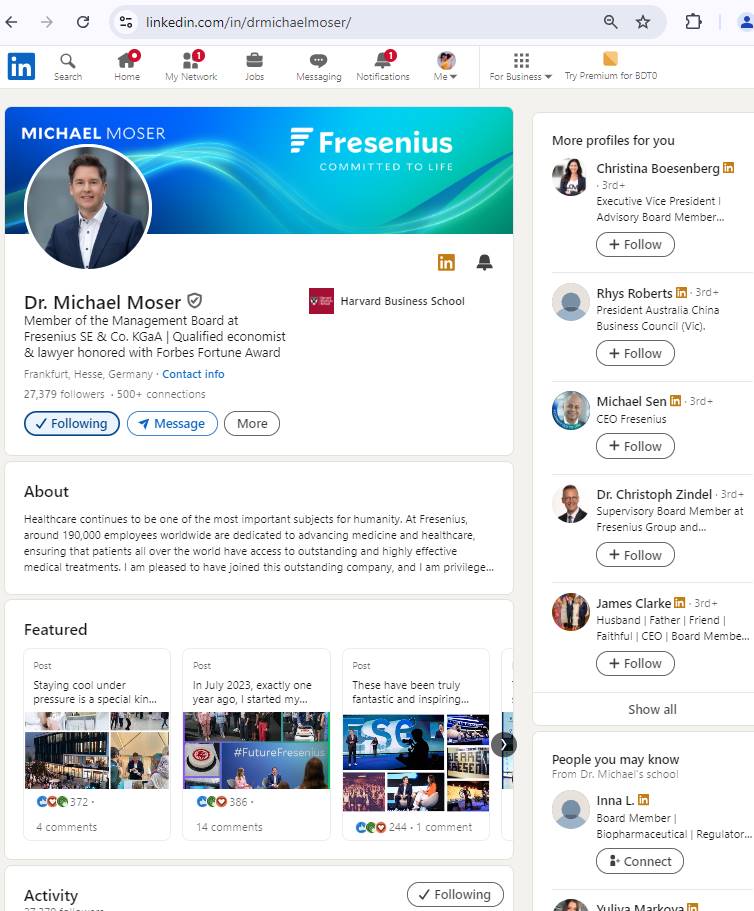 linkedin.com/in/drmichaelmoser/
in
Search
Home
1
My Network
Jobs
Messaging
1
Notifications
Me
For Business
Try Premium for BDT0
MICHAEL MOSER
Fresenius
COMMITTED TO LIFE
in
Dr. Michael Moser
Member of the Management Board at
Fresenius SE & Co. KGaA | Qualified economist
& lawyer honored with Forbes Fortune Award
Frankfurt, Hesse, Germany · Contact info
27,379 followers · 500+ connections
Following
Message
More
Harvard Business School
About
Healthcare continues to be one of the most important subjects for humanity. At Fresenius,
around 190,000 employees worldwide are dedicated to advancing medicine and healthcare,
ensuring that patients all over the world have access to outstanding and highly effective
medical treatments. I am pleased to have joined this outstanding company, and I am privilege...
Featured
Post
Staying cool under
pressure is a special kin...
372 ·
4 comments
Post
In July 2023, exactly one
year ago, I started my...
#FutureFresenius
386 ·
14 comments
Post
These have been truly
fantastic and inspiring...
244 · 1 comment
Activity
Following
More profiles for you
Christina Boesenberg in
· 3rd+
Executive Vice President I
Advisory Board Member...
+ Follow
Rhys Roberts in · 3rd+
President Australia China
Business Council (Vic).
+ Follow
Michael Sen in · 3rd+
CEO Fresenius
+ Follow
Dr. Christoph Zindel · 3rd+
Supervisory Board Member at
Fresenius Group and...
+ Follow
James Clarke in · 3rd+
Husband | Father | Friend |
Faithful | CEO | Board Membe...
+ Follow
Show all
People you may know
From Dr. Michael's school
Inna L. in
Board Member |
Biopharmaceutical | Regulator...
Connect
Yuliya Markova in